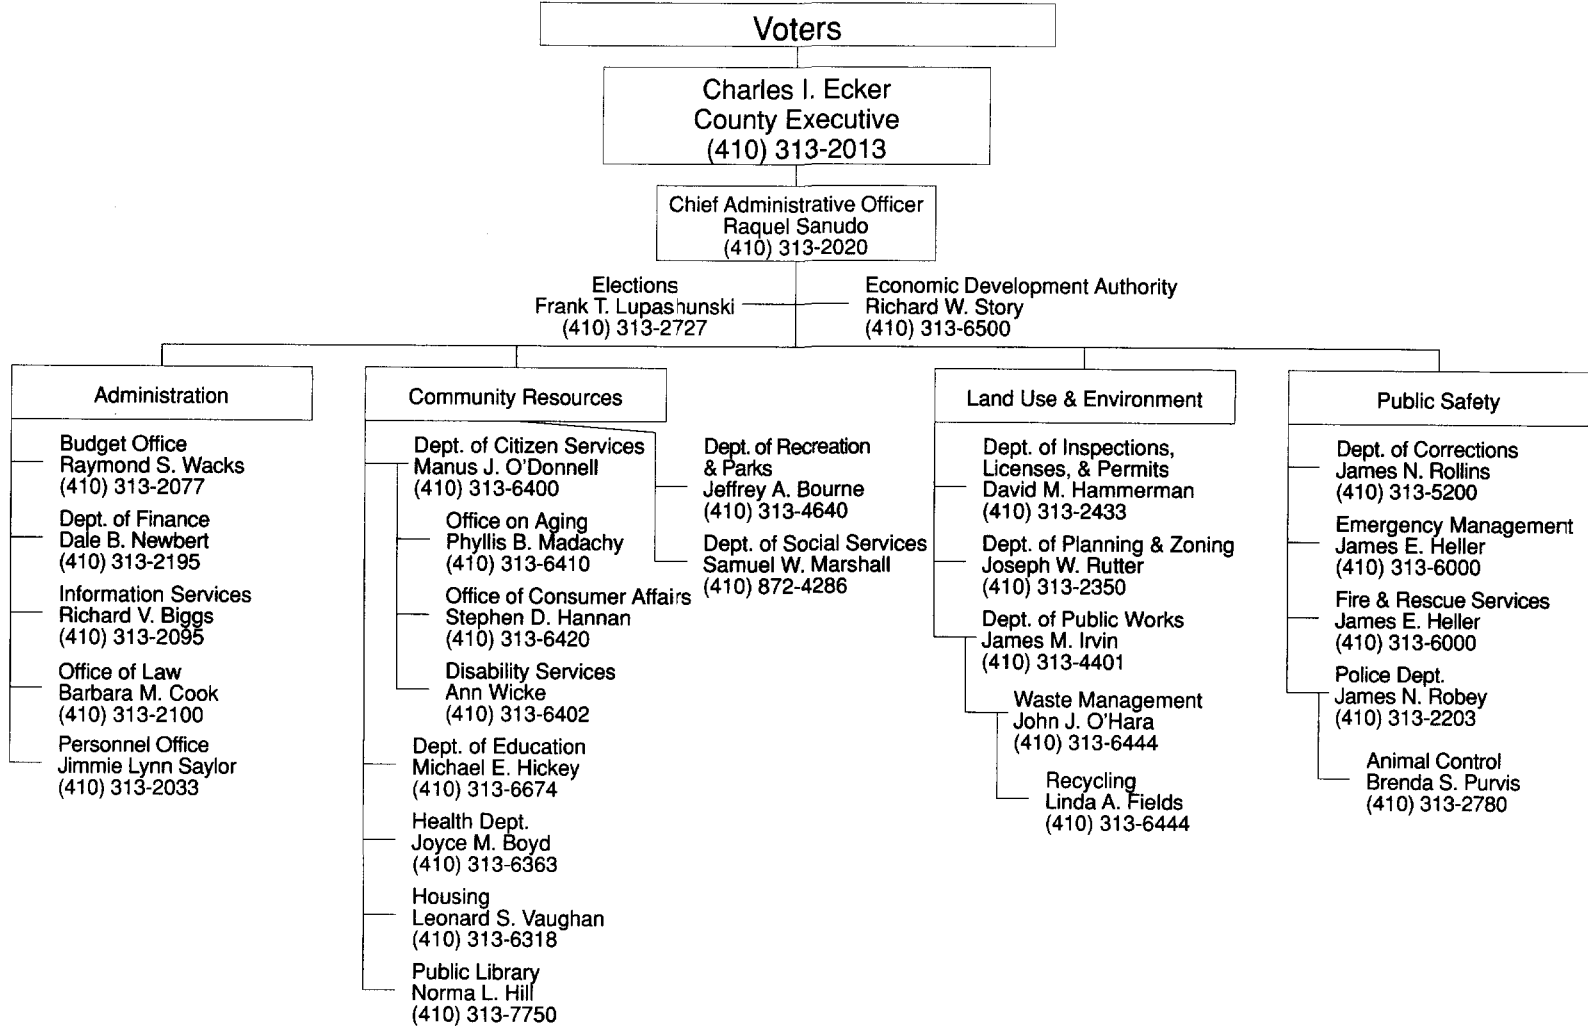 Voters
Charles I. Ecker
County Executive
(410) 313-2013
Chief Administrative Officer
Raquel Sanudo
(410) 313-2020
Elections
Frank T. Lupashunski
(410) 313-2727
Economic Development Authority
Richard W. Story
(410) 313-6500
Administration
Budget Office
Raymond S. Wacks
(410) 313-2077
Dept. of Finance
Dale B. Newbert
(410) 313-2195
Information Services
Richard V. Biggs
(410) 313-2095
Office of Law
Barbara M. Cook
(410) 313-2100
Personnel Office
Jimmie Lynn Saylor
(410) 313-2033
Community Resources
Dept. of Citizen Services
Manus J. O'Donnell
(410) 313-6400
Office on Aging
Phyllis B. Madachy
(410) 313-6410
Office of Consumer Affairs
Stephen D. Hannan
(410) 313-6420
Disability Services
Ann Wicke
(410) 313-6402
Dept. of Education
Michael E. Hickey
(410) 313-6674
Health Dept.
Joyce M. Boyd
(410) 313-6363
Housing
Leonard S. Vaughan
(410) 313-6318
Public Library
Norma L. Hill
(410) 313-7750
Dept. of Recreation
& Parks
Jeffrey A. Bourne
(410) 313-4640
Dept. of Social Services
Samuel W. Marshall
(410) 872-4286
Land Use & Environment
Dept. of Inspections,
Licenses, & Permits
David M. Hammerman
(410) 313-2433
Dept. of Planning & Zoning
Joseph W. Rutter
(410) 313-2350
Dept. of Public Works
James M. Irvin
(410) 313-4401
Waste Management
John J. O'Hara
(410) 313-6444
Recycling
Linda A. Fields
(410) 313-6444
Public Safety
Dept. of Corrections
James N. Rollins
(410) 313-5200
Emergency Management
James E. Heller
(410) 313-6000
Fire & Rescue Services
James E. Heller
(410) 313-6000
Police Dept.
James N. Robey
(410) 313-2203
Animal Control
Brenda S. Purvis
(410) 313-2780